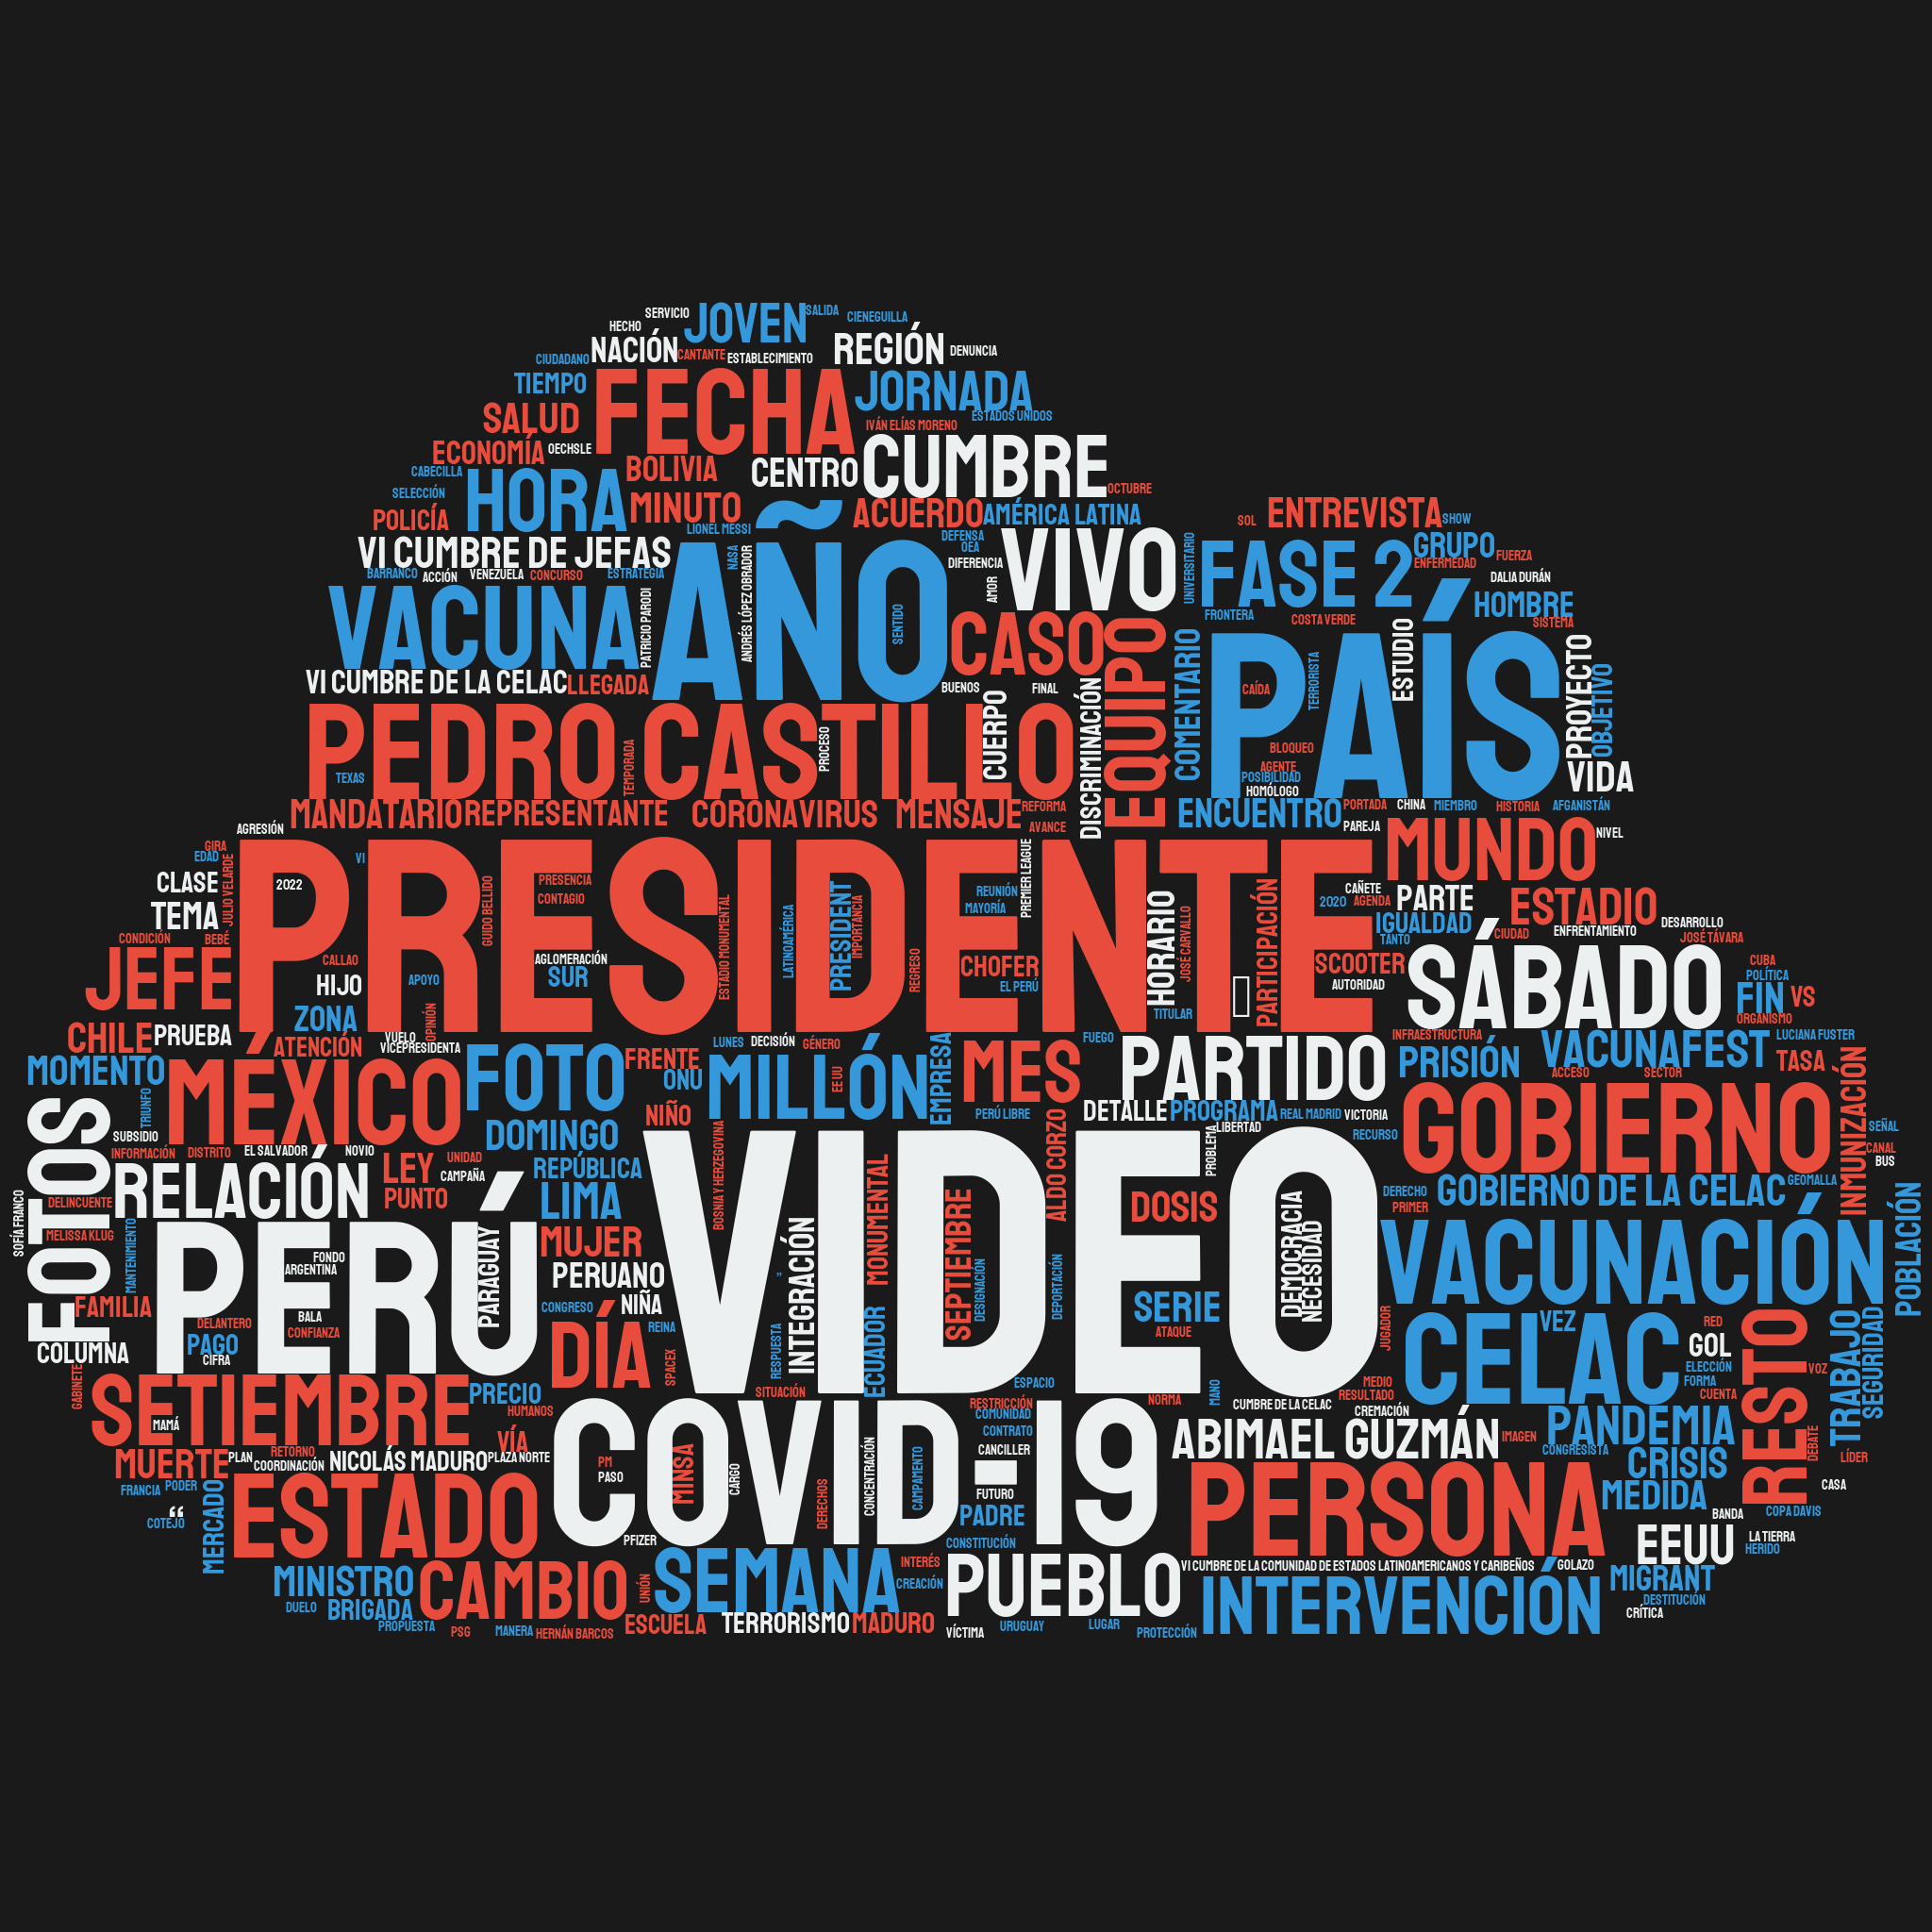 SERVICIO
JOVEN
SALIDA
CIENEGUILLA
HECHO
NACIÓN
CANTANTE
ESTABLECIMIENTO
REGIÓN
DENUNCIA
CIUDADANO
TIEMPO
FECHA
JORNADA
ESTADOS UNIDOS
SALUD
IVÁN ELÍAS MORENO
ECONOMÍA
OECHSLE
BOLIVIA
CENTRO
CUMBRE
CABECILLA
HORA
MINUTO
OCTUBRE
SELECCIÓN
POLICÍA
LIONEL MESSI
ACUERDO
AMÉRICA LATINA
SOL
ENTREVISTA
SHOW
VI CUMBRE DE JEFAS
NASA
ANDRÉS LÓPEZ OBRADOR
AÑO
SENTIDO
DEFENSA
OEA
DIFERENCIA
AMOR
VIVO
UNIVERSITARIO
FASE 2
GRUPO
FUERZA
ENFERMEDAD
DALIA DURÁN
BARRANCO
ACCIÓN
VENEZUELA
CONCURSO
ESTRATEGIA
HOMBRE
SISTEMA
VACUNA
PATRICIO PARODI
CASO
EQUIPO
FRONTERA
COSTA VERDE
COMENTARIO
PAÍS
ESTUDIO
PROYECTO
OBJETIVO
VI CUMBRE DE LA CELAC
LLEGADA
BUENOS
FINAL
CAÍDA
TERRORISTA
PEDRO CASTILLO
CUERPO
DISCRIMINACIÓN
PROCESO
TEMPORADA
TEXAS
BLOQUEO
AGENTE
POSIBILIDAD
HOMÓLOGO
VIDA
MANDATARIO
REPRESENTANTE
CORONAVIRUS
MENSAJE
REFORMA
AVANCE
ENCUENTRO
PORTADA
CHINA
MIEMBRO
HISTORIA
AFGANISTÁN
AGRESIÓN
PAREJA
MUNDO
NIVEL
GIRA
EDAD
JULIO VELARDE
VI
PRESIDENTE
PREMIER LEAGUE
CLASE
2022
GUIDO BELLIDO
PRESENCIA
CONTAGIO
PRESIDENT
IMPORTANCIA
REUNIÓN
MAYORÍA
HORARIO
CAÑETE
2020
AGENDA
PARTE
ESTADIO
TEMA
LATINOAMÉRICA
ESTADIO MONUMENTAL
JOSÉ CARVALLO
PARTICIPACIÓN
IGUALDAD
DESARROLLO
CONDICIÓN
BEBÉ
TANTO
CIUDAD
ENFRENTAMIENTO
JOSÉ TÁVARA
JEFE
CALLAO
HIJO
APOYO
AGLOMERACIÓN
SUR
REGRESO
CHOFER
EL PERÚ
SCOOTER
AUTORIDAD
SÁBADO
CUBA
POLÍTICA
FIN
VS
ORGANISMO
ZONA
OPINIÓN
TITULAR
CHILE
PRUEBA
ATENCIÓN
VUELO
VICEPRESIDENTA
LUNES
DECISIÓN
GÉNERO
EMPRESA
FUEGO
INFRAESTRUCTURA
LUCIANA FUSTER
MOMENTO
MÉXICO
FOTO
FRENTE
ONU
MILLÓN
EE UU
MES
PARTIDO
PRISIÓN
VACUNAFEST
TASA
ACCESO
SECTOR
INMUNIZACIÓN
TRIUNFO
NIÑO
PERÚ LIBRE
DETALLE
PROGRAMA
REAL MADRID
VICTORIA
GOBIERNO
FOTOS
SUBSIDIO
DOMINGO
LIBERTAD
PROBLEMA
RECURSO
SEÑAL
INFORMACIÓN
DISTRITO
EL SALVADOR
NOVIO
UNIDAD
CANAL
BUS
RELACIÓN
LEY
CAMPAÑA
REPÚBLICA
VIDEO
BOSNIA Y HERZEGOVINA
MONUMENTAL
ALDO CORZO
DOSIS
DERECHO
GOBIERNO DE LA CELAC
GEOMALLA
SOFÍA FRANCO
DELINCUENTE
PUNTO
LIMA
PRIMER
POBLACIÓN
MELISSA KLUG
MANTENIMIENTO
PERÚ
PARAGUAY
MUJER
INTEGRACIÓN
SEPTIEMBRE
DESIGNACIÓN
DEPORTACIÓN
DEMOCRACIA
NECESIDAD
VACUNACIÓN
FONDO
ARGENTINA
PERUANO
FAMILIA
BALA
CONGRESO
NIÑA
ECUADOR
SERIE
JUGADOR
CELAC
VEZ
RED
RESTO
TRABAJO
SEGURIDAD
DELANTERO
CONFIANZA
DÍA
REINA
RESPUESTA
ATAQUE
GOL
COLUMNA
PAGO
CIFRA
SPACEX
ELECCIÓN
VOZ
GABINETE
SETIEMBRE
PRECIO
SITUACIÓN
ESPACIO
MANO
MEDIO
FORMA
CUENTA
HUMANOS
RESTRICCIÓN
NORMA
CUMBRE DE LA CELAC
RESULTADO
CREMACIÓN
MAMÁ
COVID-19
COMUNIDAD
CONTRATO
ABIMAEL GUZMÁN
IMAGEN
PANDEMIA
DEBATE
MUERTE
PLAN
RETORNO
COORDINACIÓN
NICOLÁS MADURO
VÍA
PLAZA NORTE
PM
PASO
MINSA
CARGO
DERECHOS
CONCENTRACIÓN
CAMPAMENTO
CANCILLER
CONGRESISTA
CRISIS
LÍDER
FRANCIA
PODER
MERCADO
ESTADO
FUTURO
PADRE
PERSONA
MEDIDA
CASA
“
COTEJO
BANDA
COPA DAVIS
PFIZER
CONSTITUCIÓN
EEUU
LA TIERRA
HERIDO
MINISTRO
CAMBIO
UNIÓN
SEMANA
INTERÉS
CREACIÓN
PUEBLO
VI CUMBRE DE LA COMUNIDAD DE ESTADOS LATINOAMERICANOS Y CARIBEÑOS
GOLAZO
INTERVENCIÓN
MIGRANT
DESTITUCIÓN
DUELO
BRIGADA
CRÍTICA
PROPUESTA
PSG
MANERA
HERNÁN BARCOS
ESCUELA
TERRORISMO
MADURO
VÍCTIMA
URUGUAY
LUGAR
PROTECCIÓN